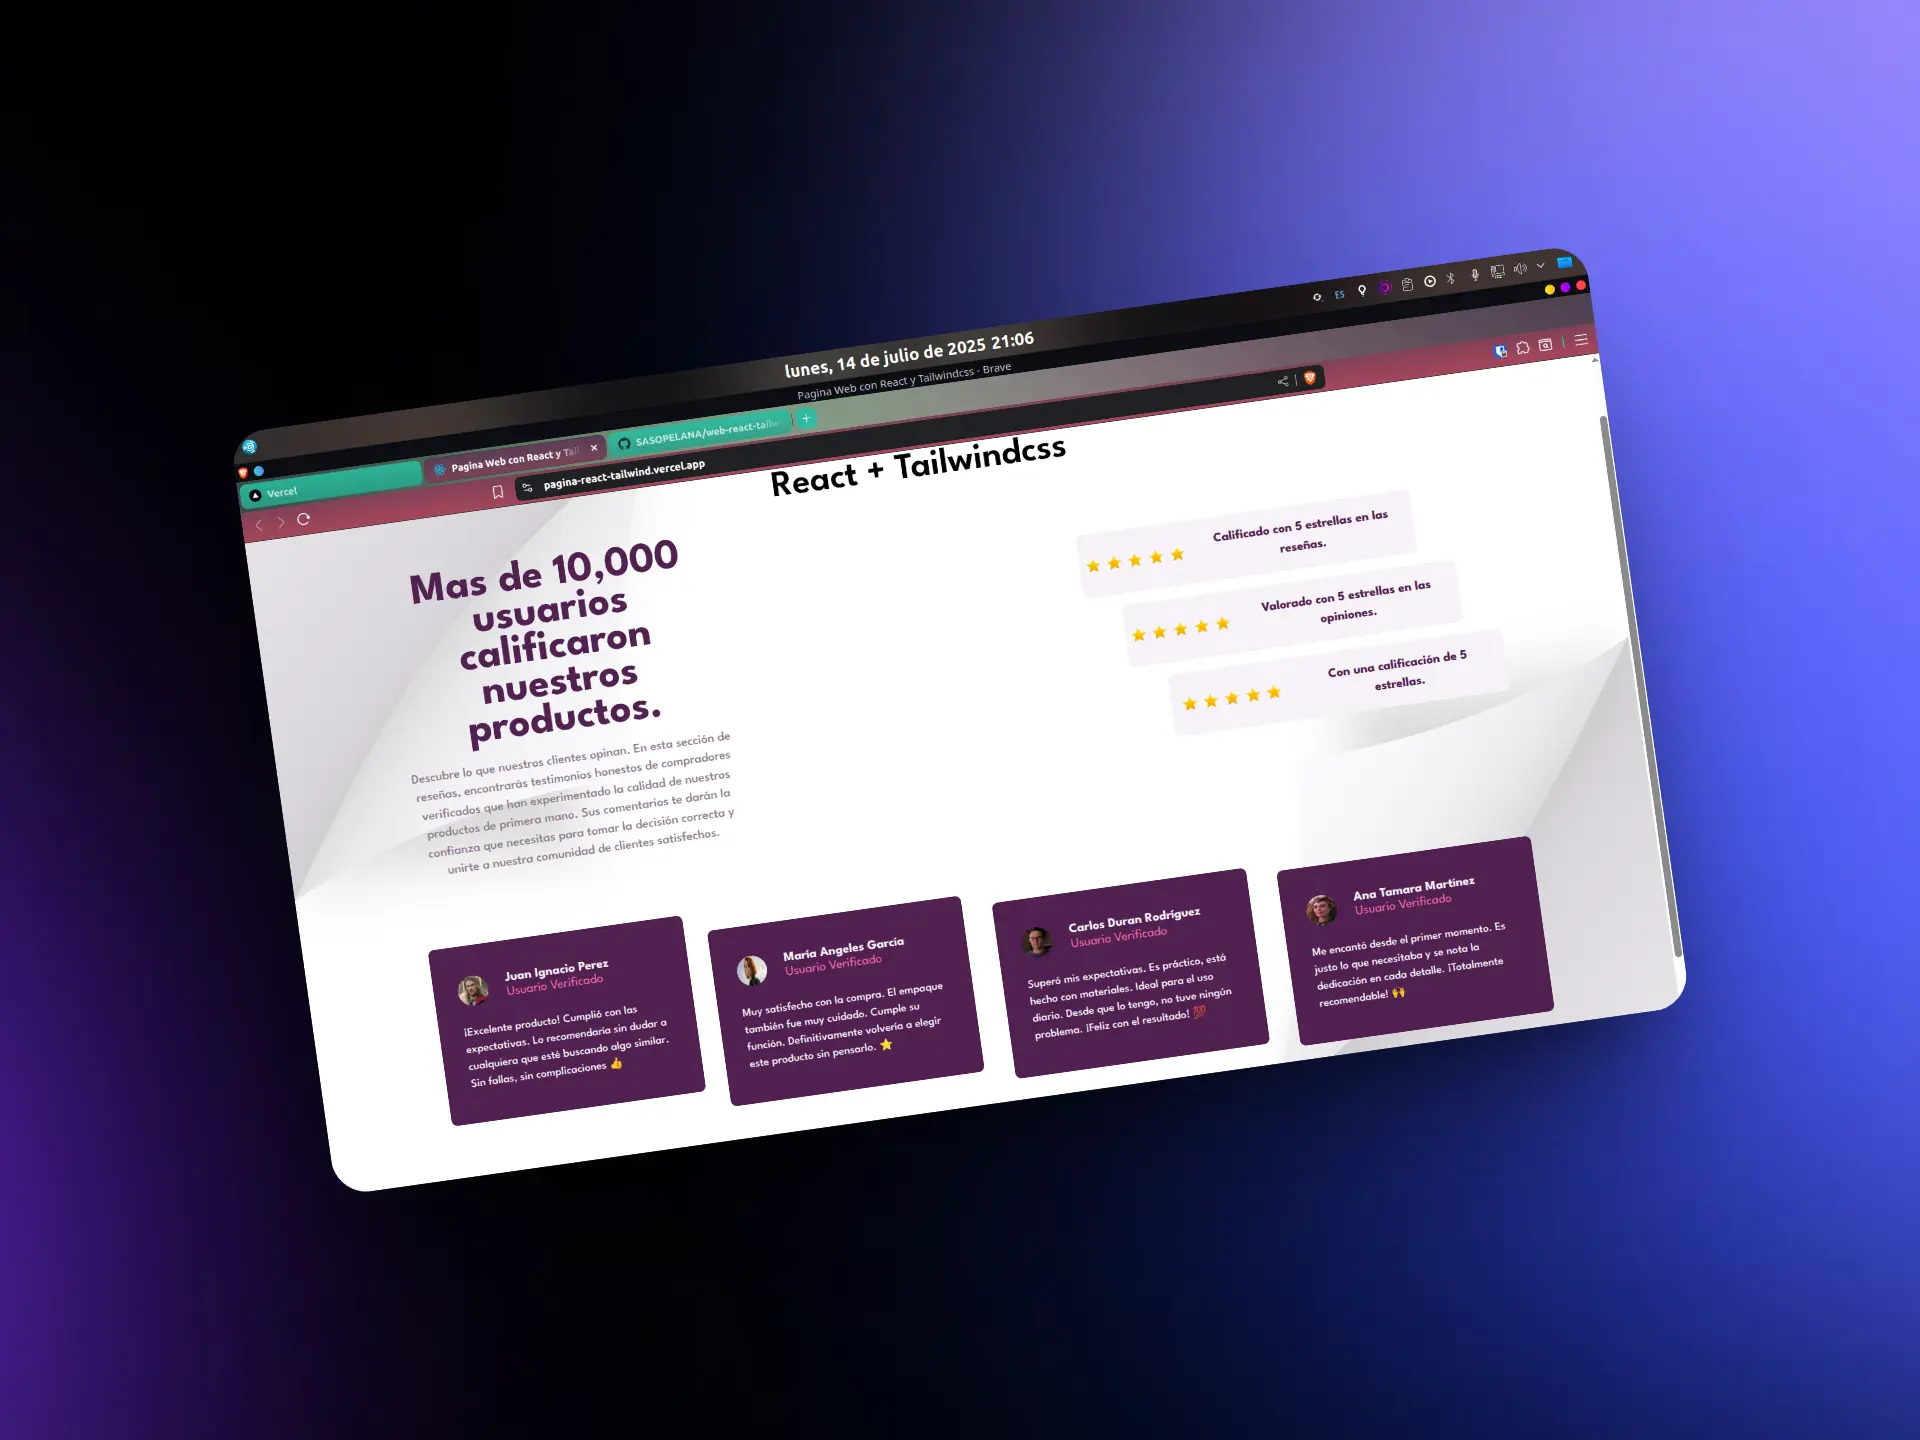 ES
lunes, 14 de julio de 2025 21:06
Pagina Web con React y Tailwindcss - Brave
Vercel
Pagina Web con React y Tail
SASOPELANA/web-react-tailw
pagina-react-tailwind.vercel.app
React + Tailwindcss
Mas de 10,000
usuarios
calificaron
nuestros
productos.
Descubre lo que nuestros clientes opinan. En esta sección de
reseñas, encontrarás testimonios honestos de compradores
verificados que han experimentado la calidad de nuestros
productos de primera mano. Sus comentarios te darán la
confianza que necesitas para tomar la decisión correcta y
unirte a nuestra comunidad de clientes satisfechos.
Calificado con 5 estrellas en las
reseñas.
Valorado con 5 estrellas en las
opiniones.
Con una calificación de 5
estrellas.
Juan Ignacio Perez
Usuario Verificado
¡Excelente producto! Cumplió con las
expectativas. Lo recomendaría sin dudar a
cualquiera que esté buscando algo similar.
Sin fallas, sin complicaciones 👍
María Angeles García
Usuario Verificado
Muy satisfecho con la compra. El empaque
también fue muy cuidado. Cumple su
función. Definitivamente volvería a elegir
este producto sin pensarlo. ⭐
Carlos Duran Rodríguez
Usuario Verificado
Superó mis expectativas. Es práctico, está
hecho con materiales. Ideal para el uso
diario. Desde que lo tengo, no tuve ningún
problema. ¡Feliz con el resultado! 💯
Ana Tamara Martínez
Usuario Verificado
Me encantó desde el primer momento. Es
justo lo que necesitaba y se nota la
dedicación en cada detalle. ¡Totalmente
recomendable! 🙌